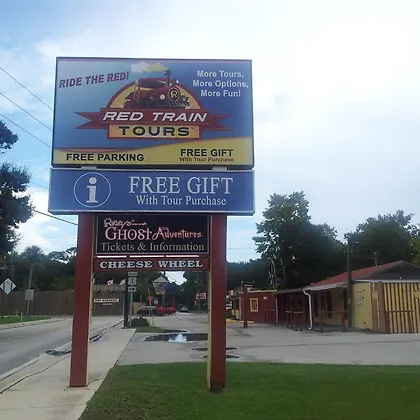 RIDE THE RED!
More Tours,
More Options,
More Fun!
RED TRAIN
TOURS
FREE PARKING
FREE GIFT
With Tour Purchase
i FREE GIFT
With Tour Purchase
Ripley's
GHOST Adventures
Tickets & Information
CHEESE WHEEL